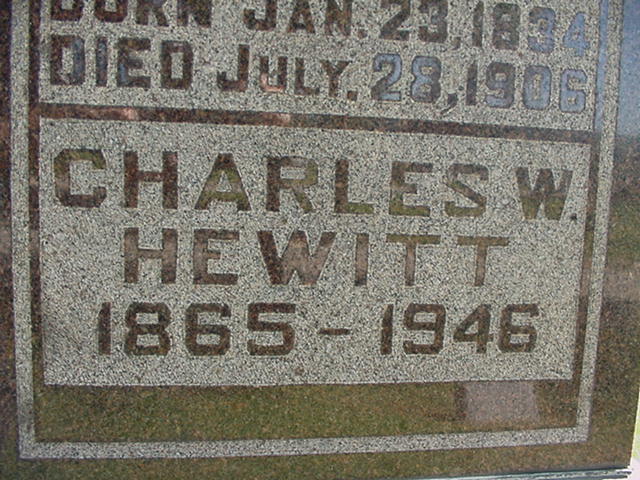 BORN JAN. 23, 1834
DIED JULY. 28, 1906
CHARLES W.
HEWITT
1865 - 1946